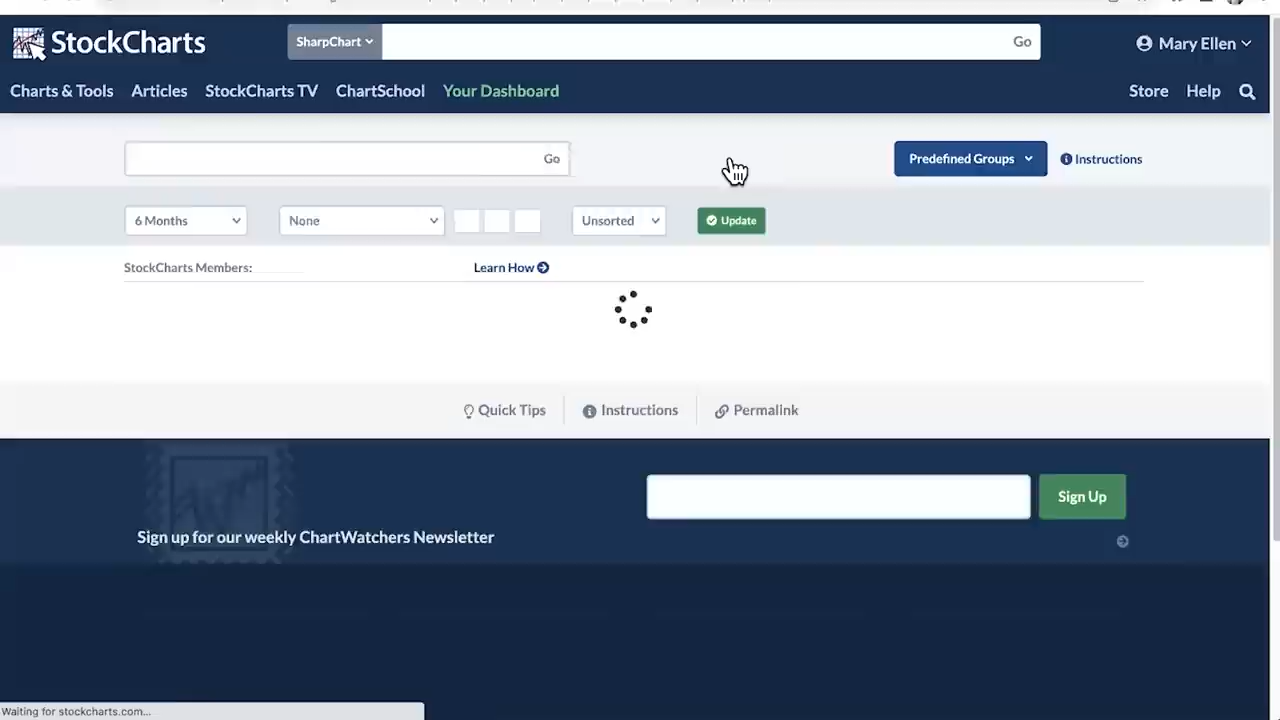 StockCharts
SharpChart
Go
Mary Ellen
Charts & Tools
Articles
StockCharts TV
ChartSchool
Your Dashboard
Store
Help
Go
Predefined Groups
Instructions
6 Months
None
Unsorted
Update
StockCharts Members:
Learn How
Quick Tips
Instructions
Permalink
Sign Up
Sign up for our weekly ChartWatchers Newsletter
Waiting for stockcharts.com...